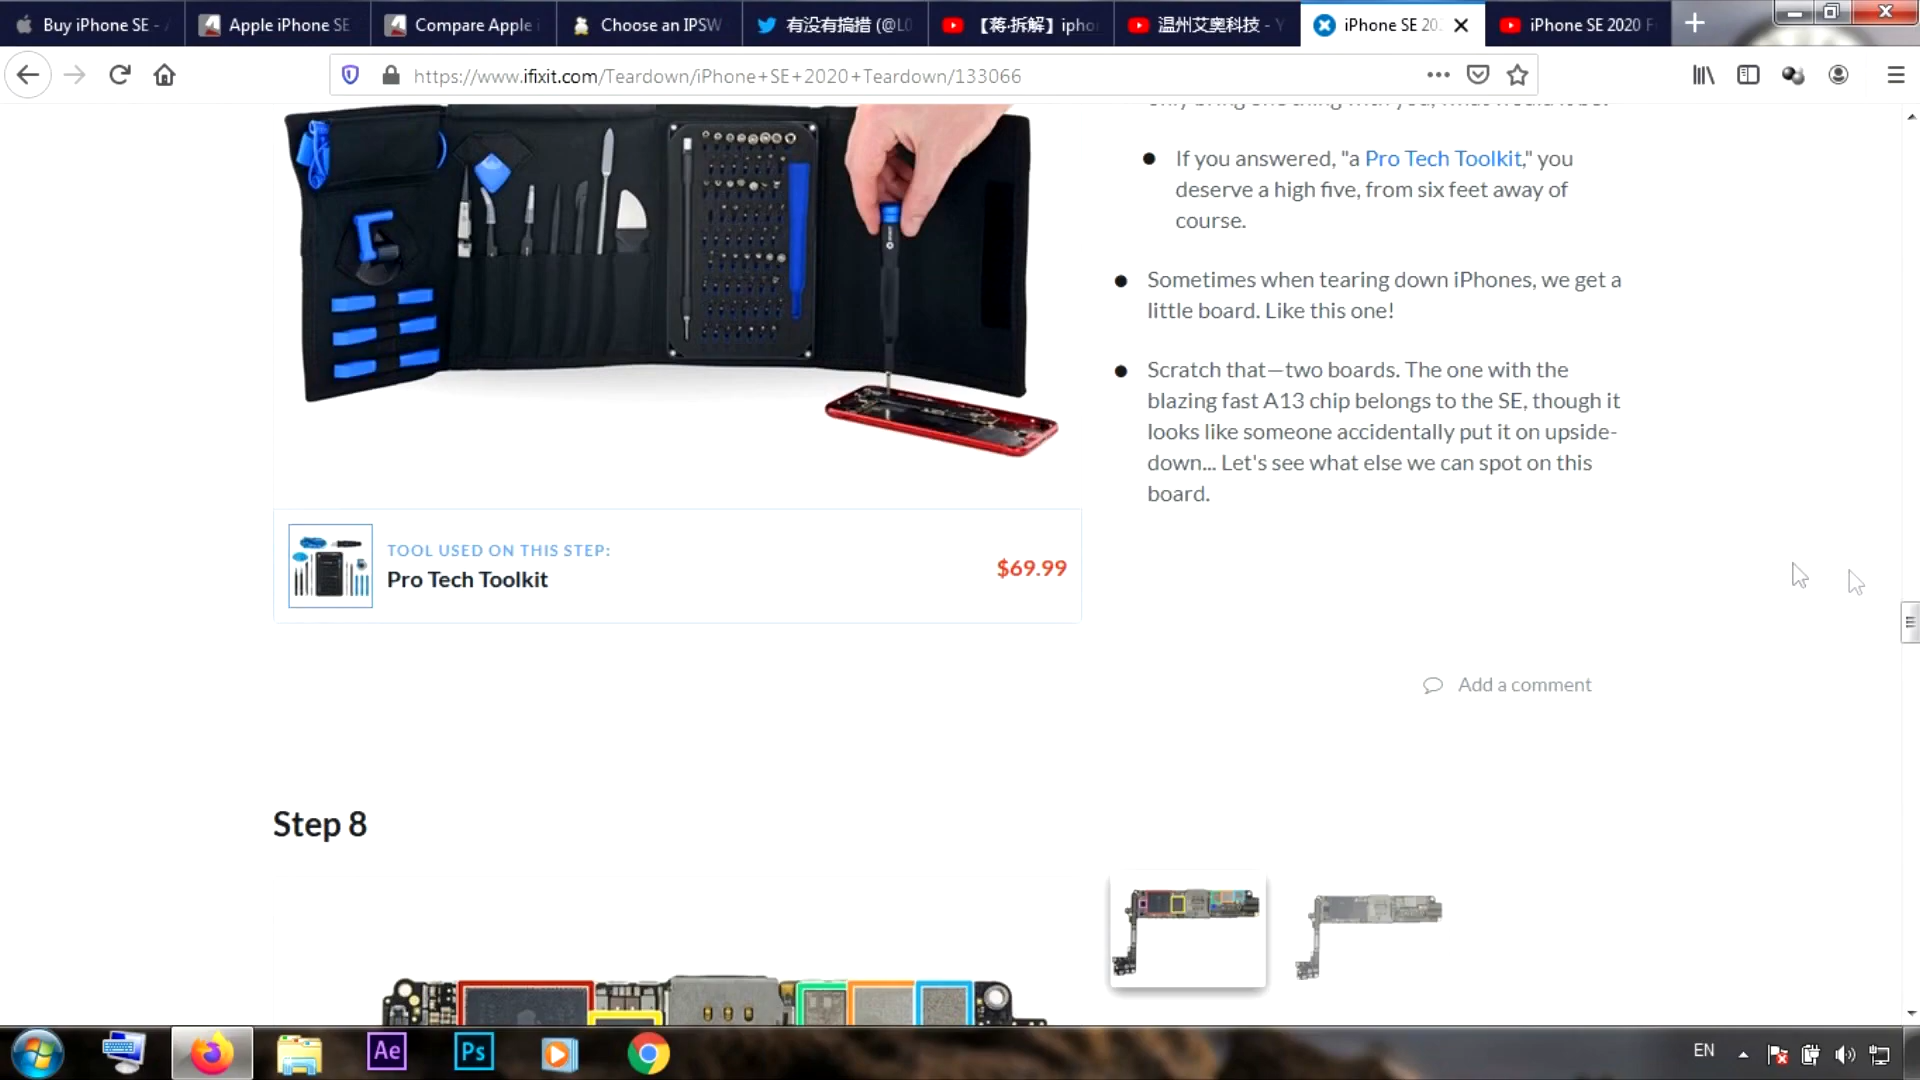 Buy iPhone SE -
Apple iPhone SE
Compare Apple
Choose an IPSW
有没有搞措 (@L0
【蒋·拆解】ipho
温州艾奥科技 - Y
iPhone SE 20
iPhone SE 2020 F
https://www.ifixit.com/Teardown/iPhone+SE+2020+Teardown/133066
If you answered, "a Pro Tech Toolkit," you
deserve a high five, from six feet away of
course.
Sometimes when tearing down iPhones, we get a
little board. Like this one!
Scratch that—two boards. The one with the
blazing fast A13 chip belongs to the SE, though it
looks like someone accidentally put it on upside-
down... Let's see what else we can spot on this
board.
TOOL USED ON THIS STEP:
Pro Tech Toolkit
$69.99
Add a comment
Step 8
Ae
Ps
EN